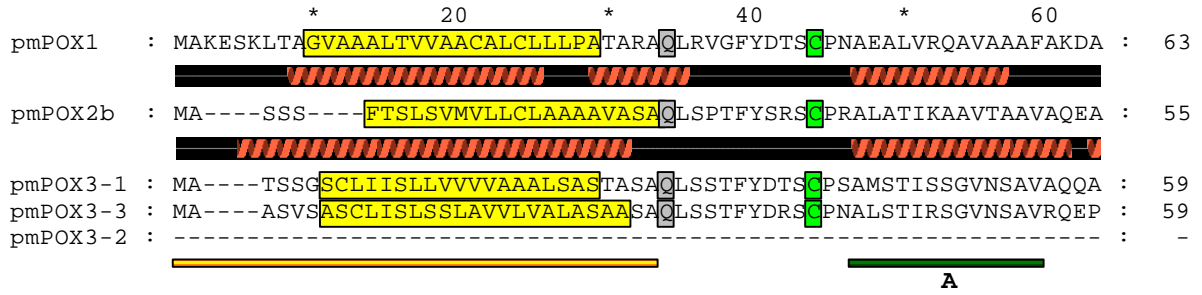 * 20 * 40 * 60
pmPOX1 : MAKESKLTAGVAAALTVVAACALCLLLPATARAQLRVGFYDTSCPNAEALVRQAVAAAFAKDA : 63
pmPOX2b : MA----SSS----FTSLSVMVLLCLAAAAVASAQLSPTFYSRSCPRALATIKAAVTAAVAQEA : 55
pmPOX3-1 : MA----TSSGSCLIISLLVVVVAAALSASTASAQLSSTFYDTSCPSAMSTISSGVNSAVAQQA : 59
pmPOX3-3 : MA----ASVSASCLISLSSLAVVLVALASAASAQLSSTFYDRSCPNALSTIRSGVNSAVRQEP : 59
pmPOX3-2 : --------------------------------------------------------------- : -
A